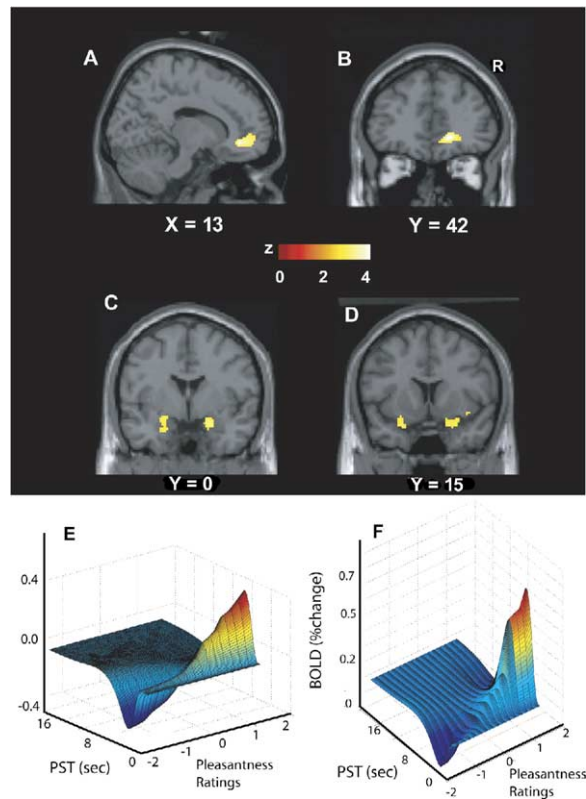 A
B
R
X = 13
Y = 42
z
0 2 4
C
D
Y = 0
Y = 15
E
F
0.4
0.0
-0.4
16
8
0
PST (sec)
-2 -1 0 1 2
Pleasantness
Ratings
BOLD (%change)
0.7
0.5
0.2
0
16
8
0
PST (sec)
-2 -1 0 1 2
Pleasantness
Ratings